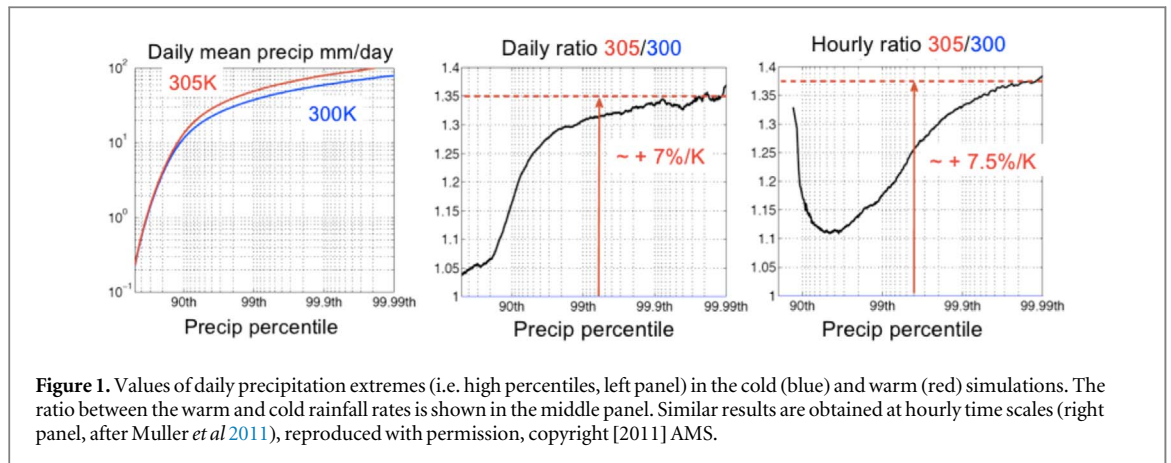 Daily mean precip mm/day
10²
10¹
10⁰
10⁻¹
305K
300K
90th
99th
99.9th
99.99th
Precip percentile
Daily ratio 305/300
1.4
1.35
1.3
1.25
1.2
1.15
1.1
1.05
1
~ + 7%/K
90th
99th
99.9th
99.99th
Precip percentile
Hourly ratio 305/300
1.4
1.35
1.3
1.25
1.2
1.15
1.1
1.05
1
~ + 7.5%/K
90th
99th
99.9th
99.99th
Precip percentile
Figure 1. Values of daily precipitation extremes (i.e. high percentiles, left panel) in the cold (blue) and warm (red) simulations. The
ratio between the warm and cold rainfall rates is shown in the middle panel. Similar results are obtained at hourly time scales (right
panel, after Muller et al 2011), reproduced with permission, copyright [2011] AMS.